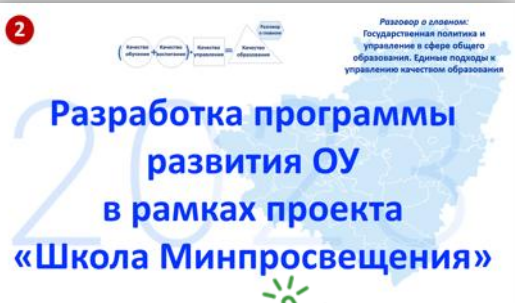 2
Разговор о главном
(Качество обучения + Качество воспитания) * Качество управления = Качество образования
Разговор о главном:
Государственная политика и
управление в сфере общего
образования. Единые подходы к
управлению качеством образования
2023
Разработка программы
развития ОУ
в рамках проекта
«Школа Минпросвещения»